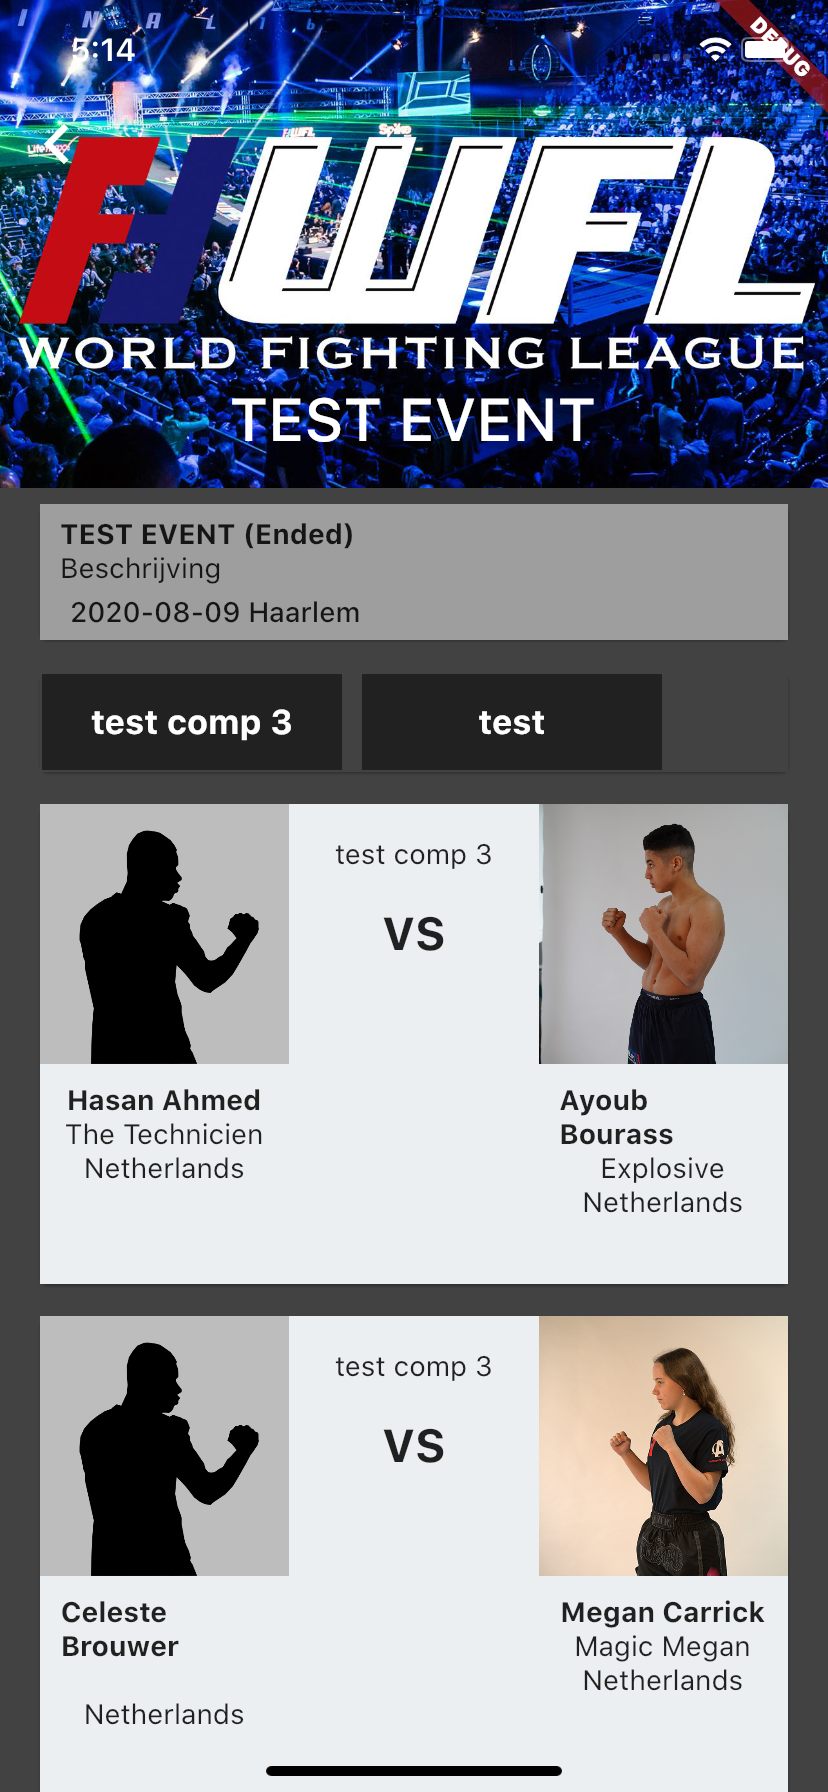 5:14
DEBUG
Spike
WFL
WORLD FIGHTING LEAGUE
TEST EVENT
TEST EVENT (Ended)
Beschrijving
2020-08-09 Haarlem
test comp 3
test
test comp 3
VS
Hasan Ahmed
The Technicien
Netherlands
Ayoub
Bourass
Explosive
Netherlands
test comp 3
VS
Celeste
Brouwer
Netherlands
Megan Carrick
Magic Megan
Netherlands